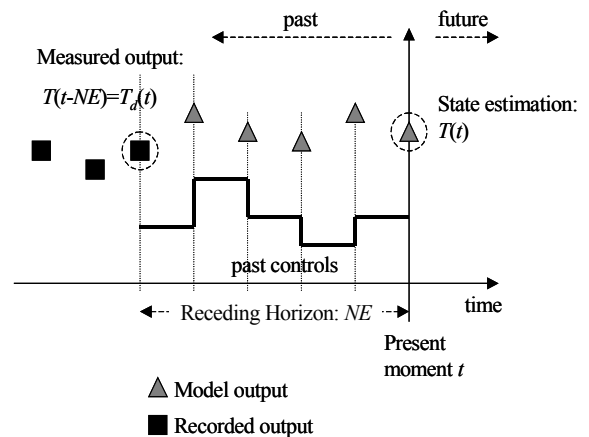 past
future
Measured output:
T(t-NE)=Td(t)
State estimation:
T(t)
past controls
time
Receding Horizon: NE
Present
moment t
Model output
Recorded output